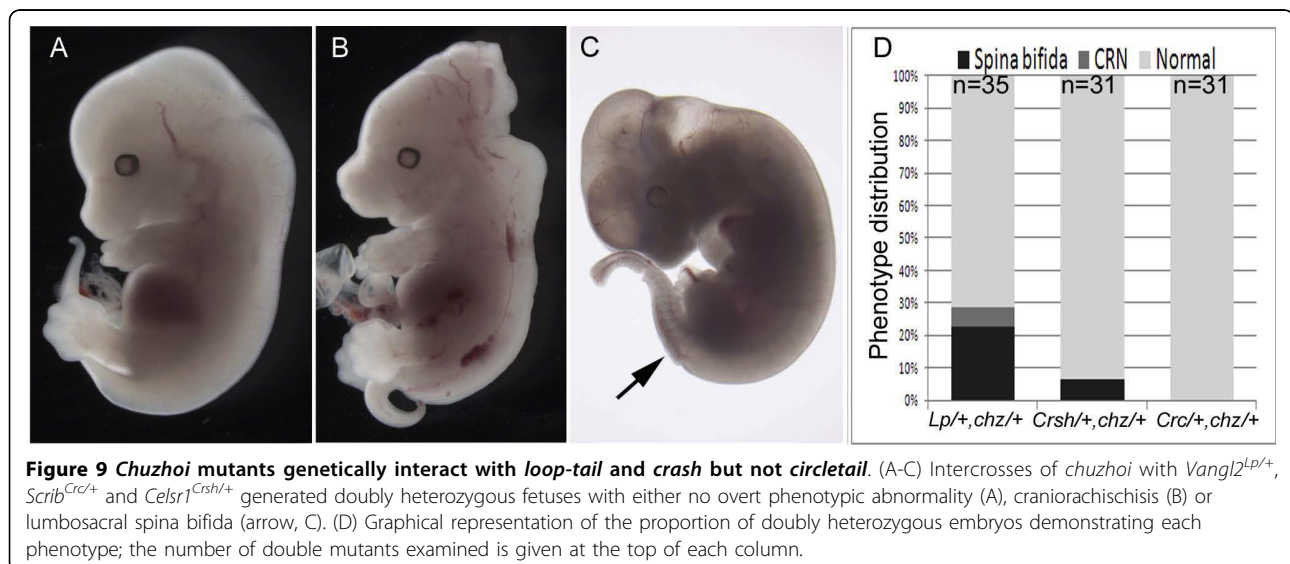 A
B
C
D
Spina bifida CRN Normal
100%
90%
80%
70%
60%
50%
40%
30%
20%
10%
0%
Phenotype distribution
n=35 n=31 n=31
Lp/+,chz/+ Crsh/+,chz/+ Crc/+,chz/+
Figure 9 Chuzhoi mutants genetically interact with loop-tail and crash but not circletail. (A-C) Intercrosses of chuzhoi with Vangl2Lp/+,
ScribCrc/+ and Celsr1Crsh/+ generated doubly heterozygous fetuses with either no overt phenotypic abnormality (A), craniorachischisis (B) or
lumbosacral spina bifida (arrow, C). (D) Graphical representation of the proportion of doubly heterozygous embryos demonstrating each
phenotype; the number of double mutants examined is given at the top of each column.